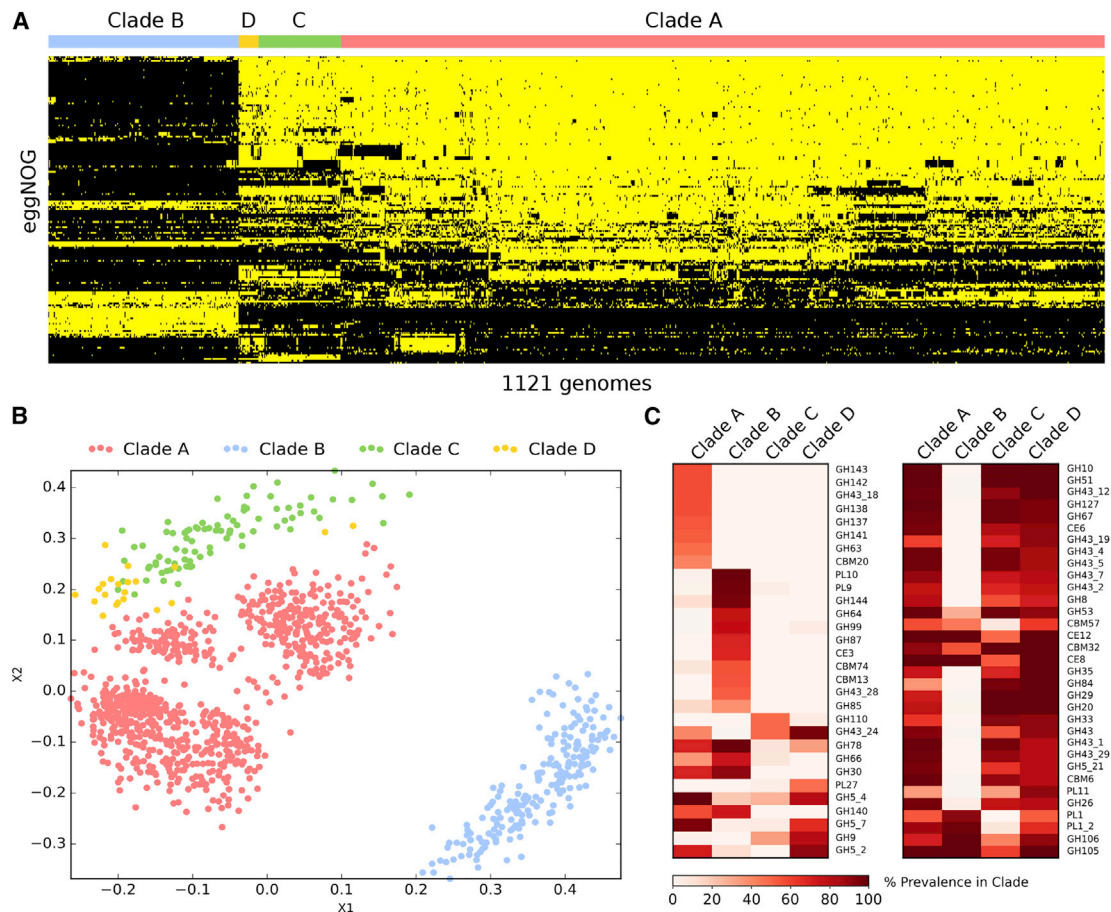 A
Clade B D C Clade A
eggNOG
1121 genomes
B
Clade A Clade B Clade C Clade D
0.4
0.3
0.2
0.1
0.0
−0.1
−0.2
−0.3
X2
−0.2 −0.1 0.0 0.1 0.2 0.3 0.4
X1
C
Clade A Clade B Clade C Clade D
GH143
GH142
GH43_18
GH138
GH137
GH141
GH63
CBM20
PL10
PL9
GH144
GH64
GH99
GH87
CE3
CBM74
CBM13
GH43_28
GH85
GH110
GH43_24
GH78
GH66
GH30
PL27
GH5_4
GH140
GH5_7
GH9
GH5_2
Clade A Clade B Clade C Clade D
GH10
GH51
GH43_12
GH127
GH67
CE6
GH43_19
GH43_4
GH43_5
GH43_7
GH43_2
GH8
GH53
CBM57
CE12
CBM32
CE8
GH35
GH84
GH29
GH20
GH33
GH43
GH43_1
GH43_29
GH5_21
CBM6
PL11
GH26
PL1
PL1_2
GH106
GH105
0 20 40 60 80 100
% Prevalence in Clade